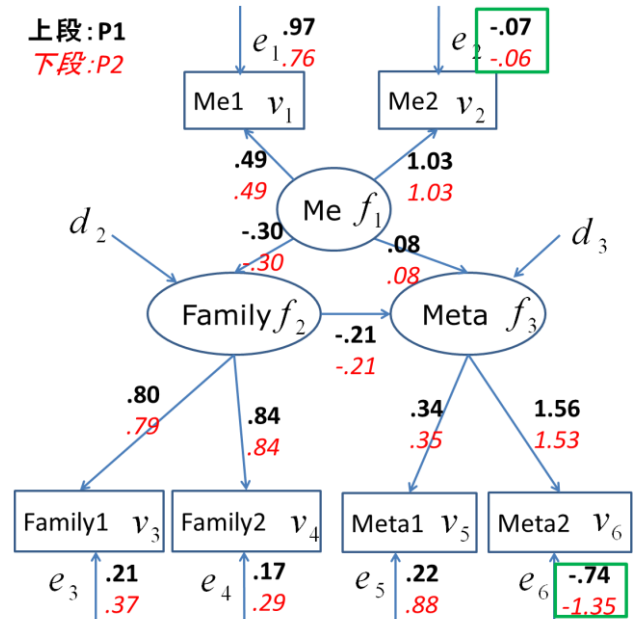 上段:P1
下段:P2
e1 .97
.76
e2 -.07
-.06
Me1 v1
Me2 v2
.49
.49
1.03
1.03
Me f1
d2
d3
-.30
-.30
.08
.08
Family f2
Meta f3
-.21
-.21
.80
.79
.84
.84
.34
.35
1.56
1.53
Family1 v3
Family2 v4
Meta1 v5
Meta2 v6
e3 .21
.37
e4 .17
.29
e5 .22
.88
e6 -.74
-1.35